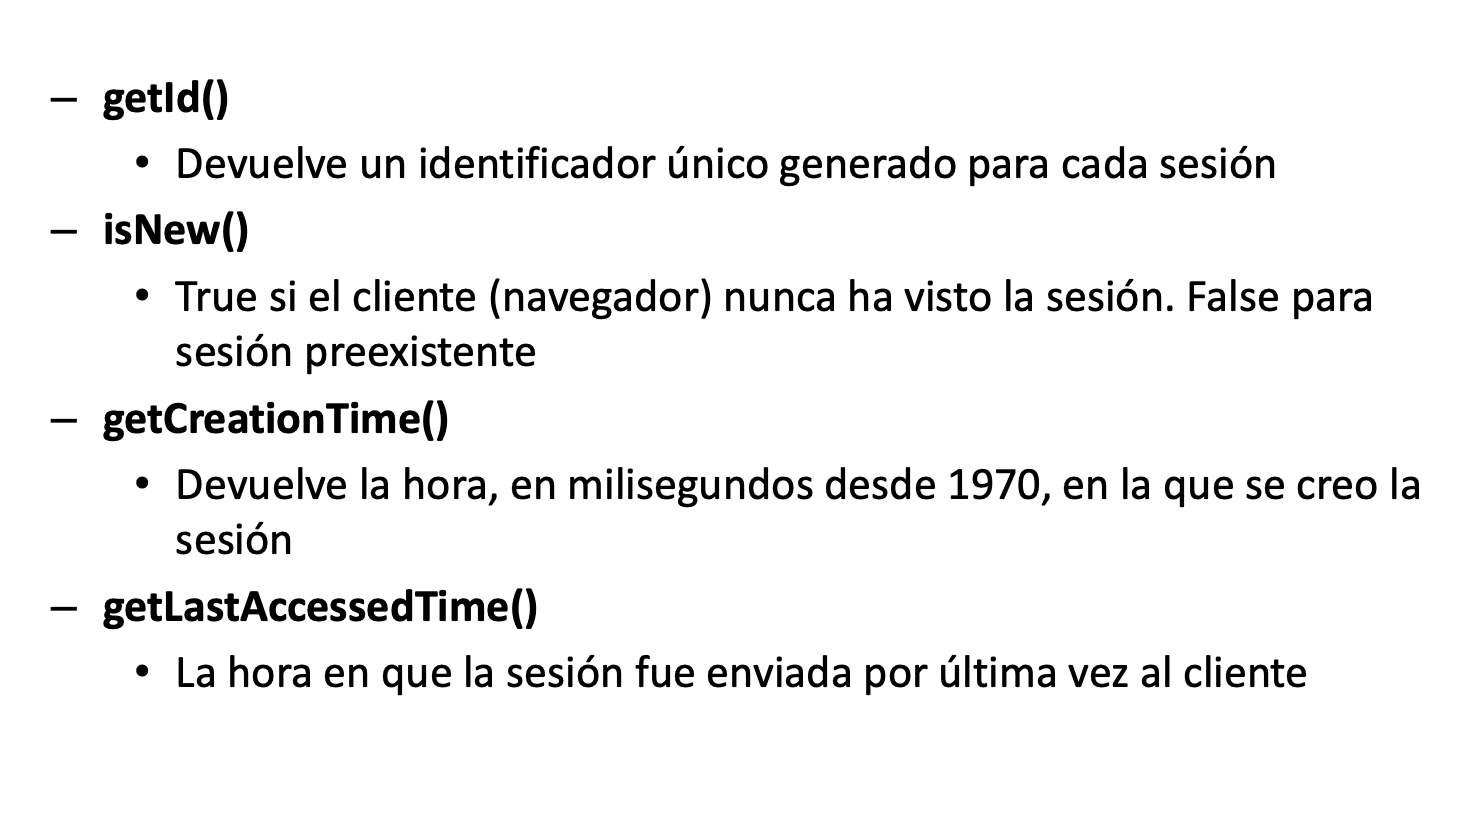 – getId()
• Devuelve un identificador único generado para cada sesión
– isNew()
• True si el cliente (navegador) nunca ha visto la sesión. False para
sesión preexistente
– getCreationTime()
• Devuelve la hora, en milisegundos desde 1970, en la que se creo la
sesión
– getLastAccessedTime()
• La hora en que la sesión fue enviada por última vez al cliente